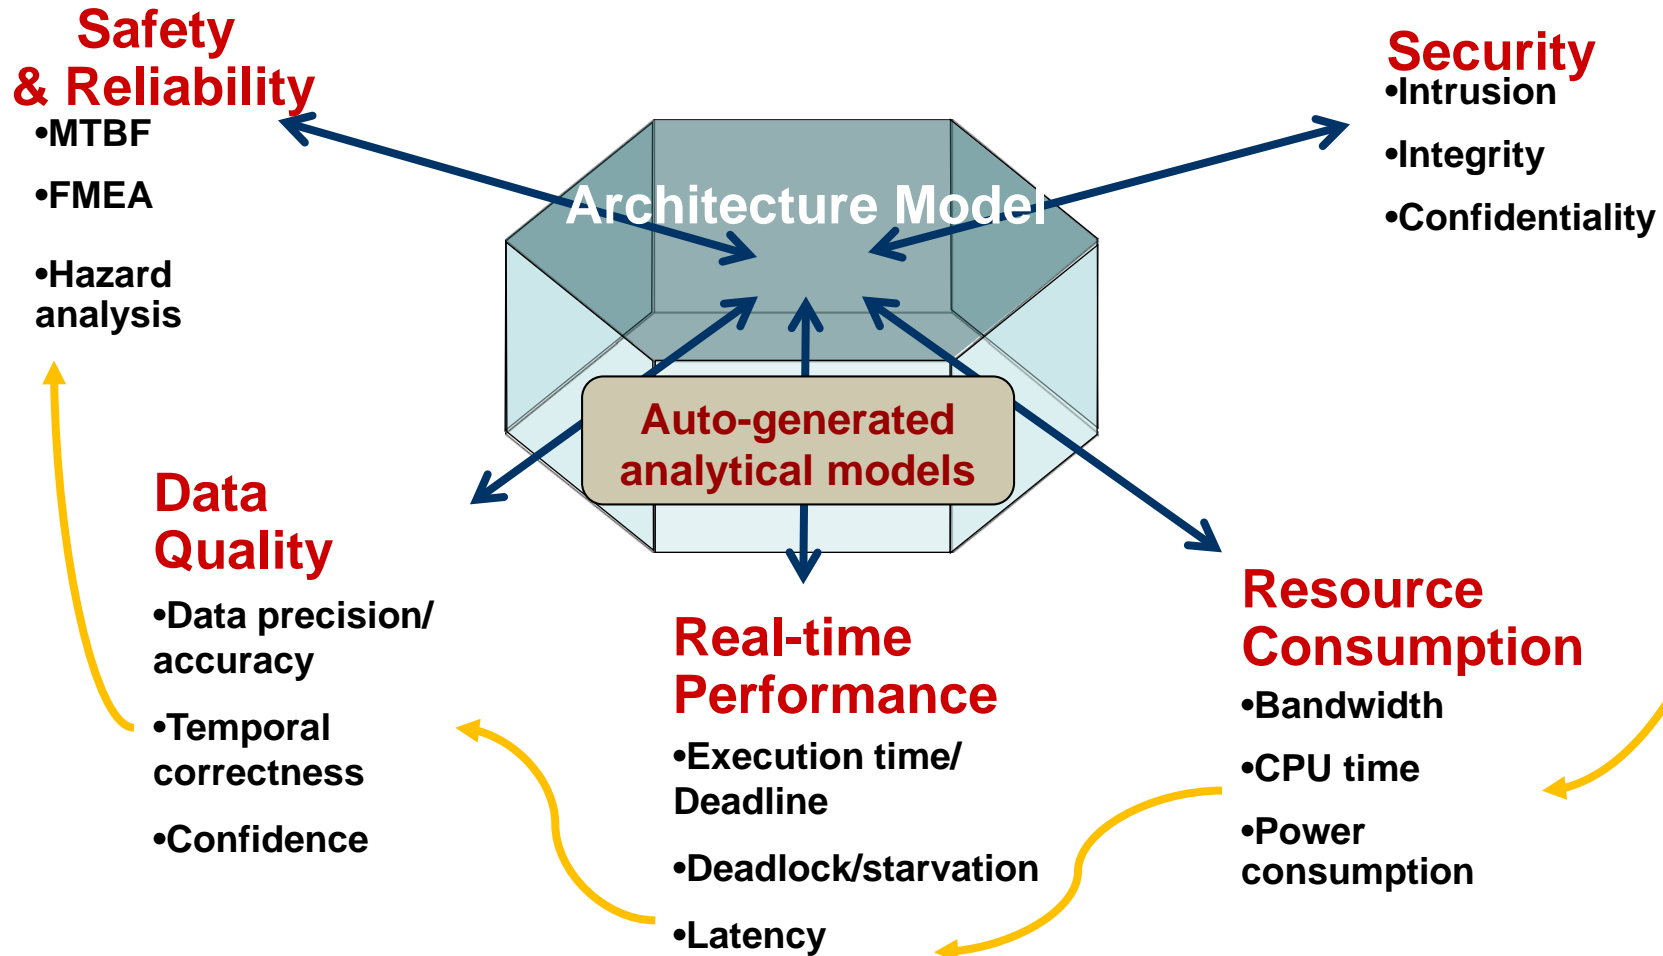 Safety
& Reliability
•MTBF
•FMEA
•Hazard
analysis
Security
•Intrusion
•Integrity
•Confidentiality
Architecture Model
Auto-generated
analytical models
Data
Quality
•Data precision/
accuracy
•Temporal
correctness
•Confidence
Real-time
Performance
•Execution time/
Deadline
•Deadlock/starvation
•Latency
Resource
Consumption
•Bandwidth
•CPU time
•Power
consumption